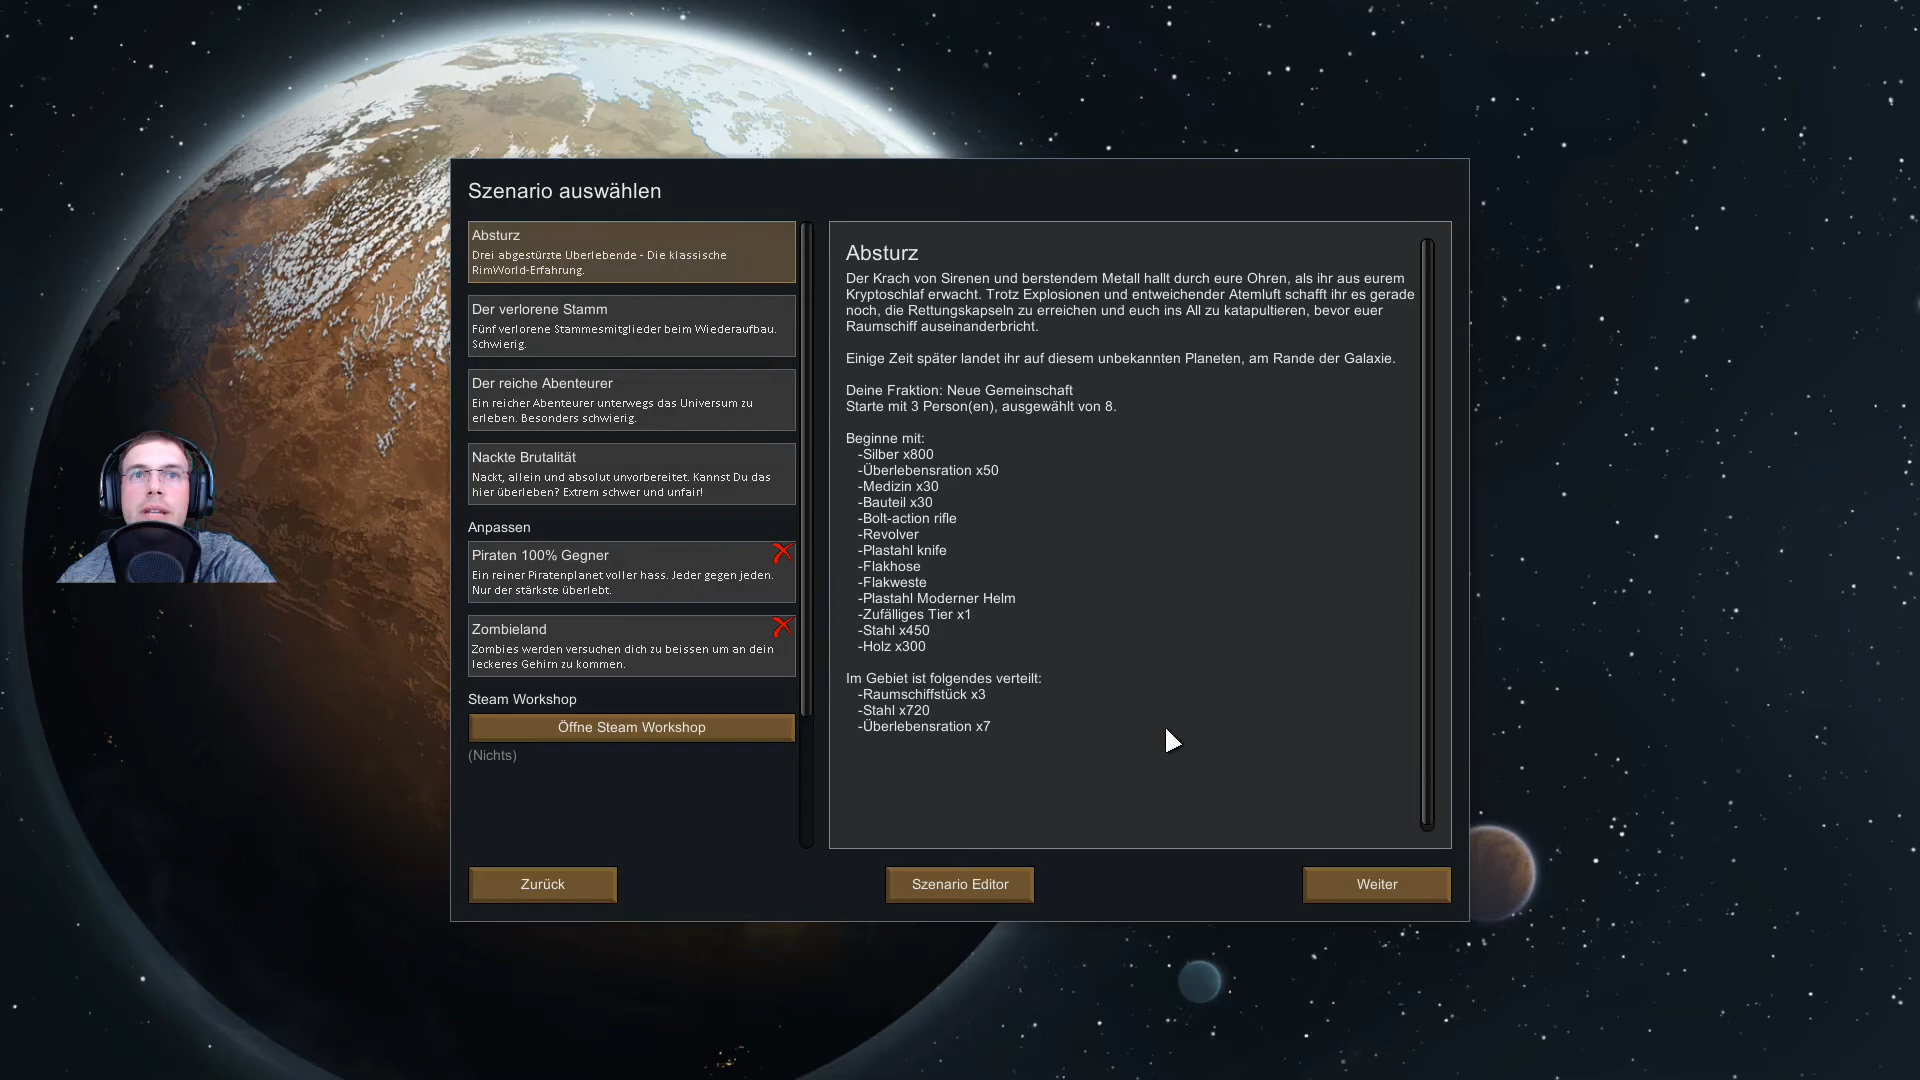 Szenario auswählen
Absturz
Drei abgestürzte Überlebende - Die klassische
RimWorld-Erfahrung.
Der verlorene Stamm
Fünf verlorene Stammesmitglieder beim Wiederaufbau.
Schwierig.
Der reiche Abenteurer
Ein reicher Abenteurer unterwegs das Universum zu
erleben. Besonders schwierig.
Nackte Brutalität
Nackt, allein und absolut unvorbereitet. Kannst Du das
hier überleben? Extrem schwer und unfair!
Anpassen
Piraten 100% Gegner
Ein reiner Piratenplanet voller hass. Jeder gegen jeden.
Nur der stärkste überlebt.
Zombieland
Zombies werden versuchen dich zu beissen um an dein
leckeres Gehirn zu kommen.
Steam Workshop
Öffne Steam Workshop
(Nichts)
Absturz
Der Krach von Sirenen und berstendem Metall hallt durch eure Ohren, als ihr aus eurem
Kryptoschlaf erwacht. Trotz Explosionen und entweichender Atemluft schafft ihr es gerade
noch, die Rettungskapseln zu erreichen und euch ins All zu katapultieren, bevor euer
Raumschiff auseinanderbricht.
Einige Zeit später landet ihr auf diesem unbekannten Planeten, am Rande der Galaxie.
Deine Fraktion: Neue Gemeinschaft
Starte mit 3 Person(en), ausgewählt von 8.
Beginne mit:
-Silber x800
-Überlebensration x50
-Medizin x30
-Bauteil x30
-Bolt-action rifle
-Revolver
-Plastahl knife
-Flakhose
-Flakweste
-Plastahl Moderner Helm
-Zufälliges Tier x1
-Stahl x450
-Holz x300
Im Gebiet ist folgendes verteilt:
-Raumschiffstück x3
-Stahl x720
-Überlebensration x7
Zurück
Szenario Editor
Weiter